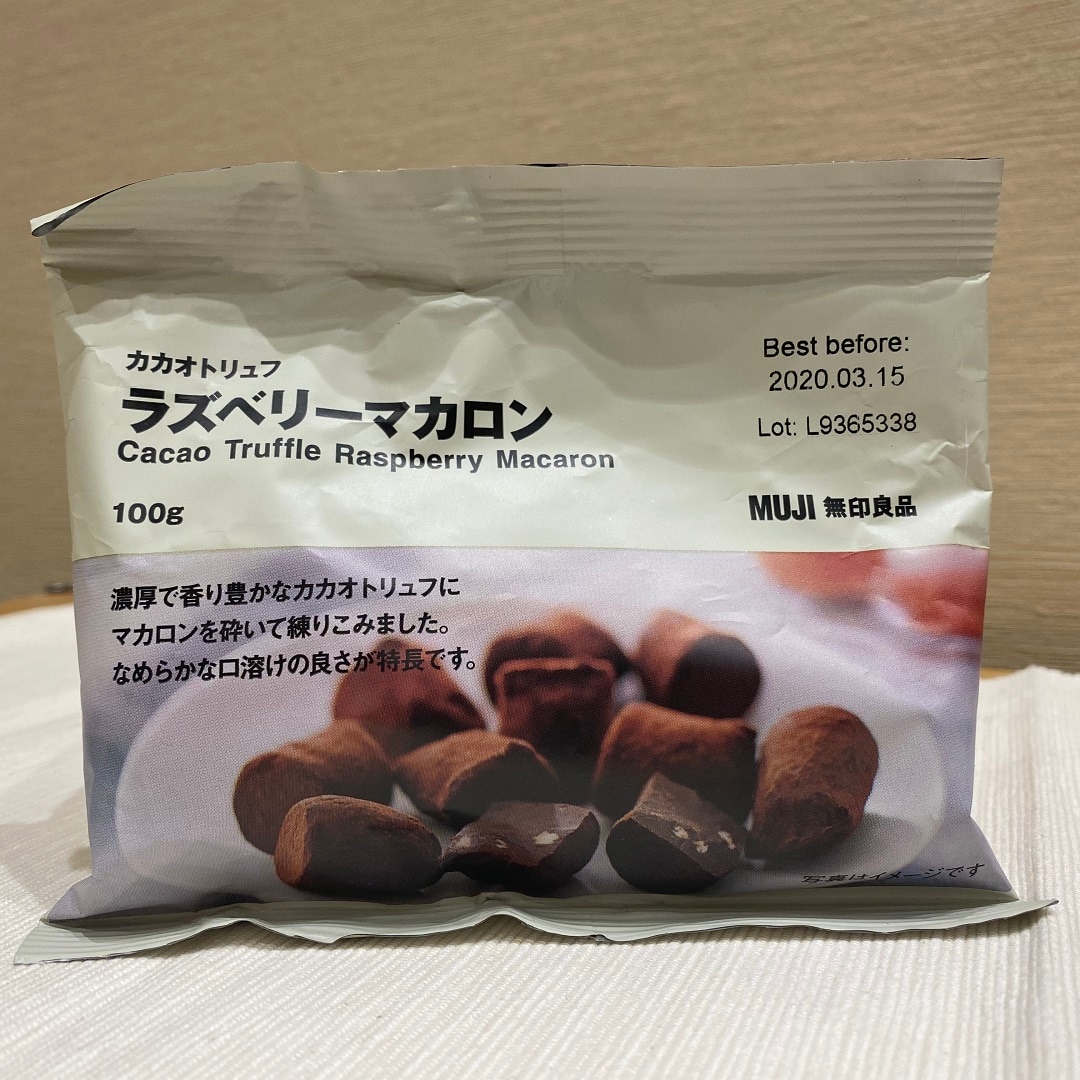 カカオトリュフ
ラズベリーマカロン
Cacao Truffle Raspberry Macaron
100g
Best before:
2020.03.15
Lot: L9365338
MUJI 無印良品
濃厚で香り豊かなカカオトリュフに
マカロンを砕いて練りこみました。
なめらかな口溶けの良さが特長です。
写真はイメージです